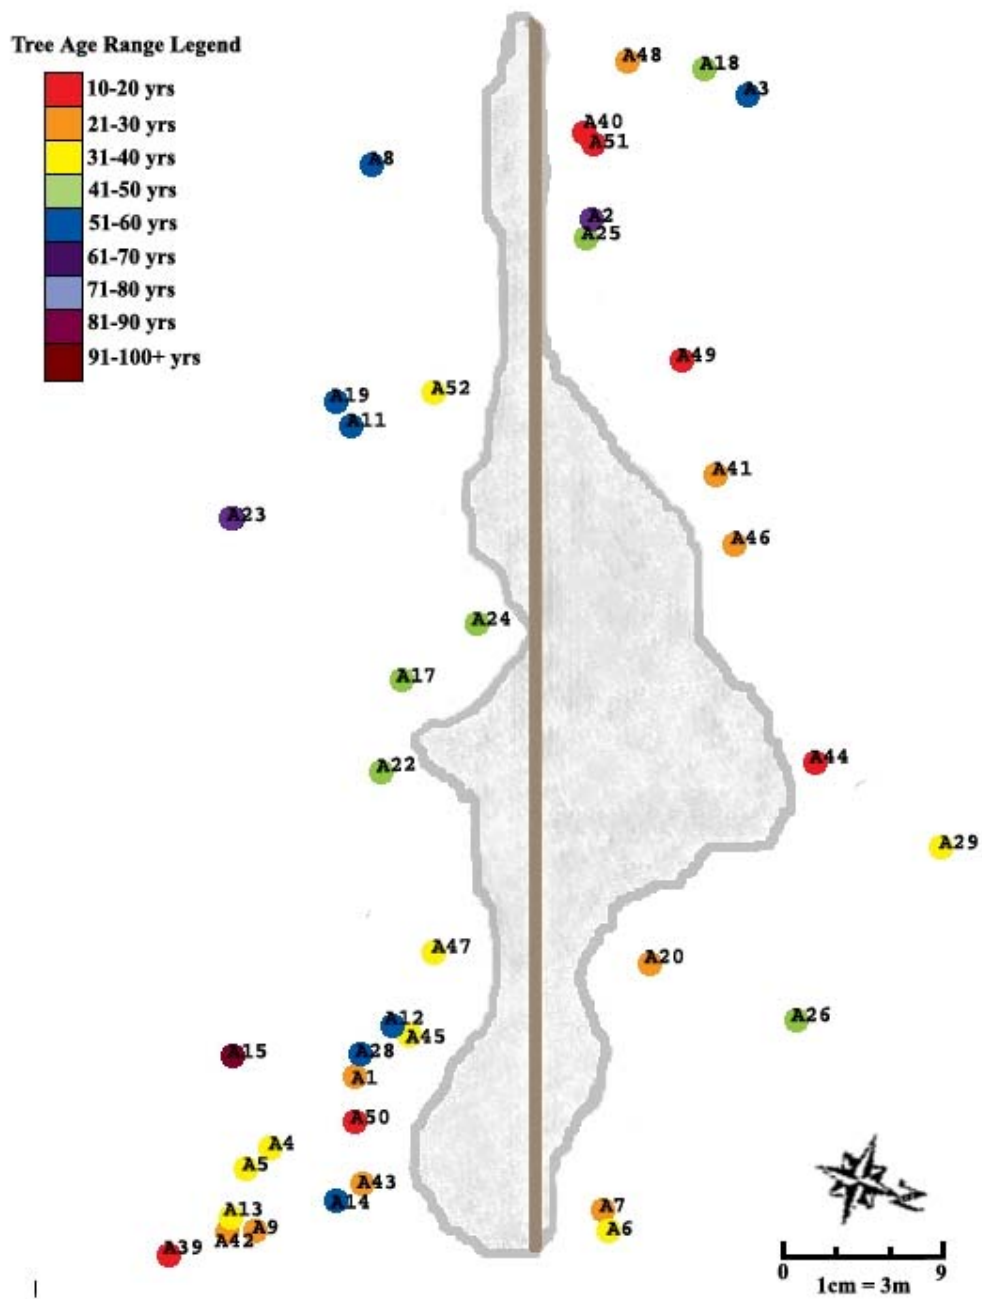 Tree Age Range Legend
10-20 yrs
21-30 yrs
31-40 yrs
41-50 yrs
51-60 yrs
61-70 yrs
71-80 yrs
81-90 yrs
91-100+ yrs
A48
A18
A3
A40
A51
A8
A2
A25
A49
A19
A52
A11
A41
A23
A46
A24
A17
A44
A22
A29
A47
A20
A12
A26
A45
A28
A15
A1
A50
A4
A5
A43
A14
A7
A13
A9
A6
A42
A39
N
0 9
1cm = 3m